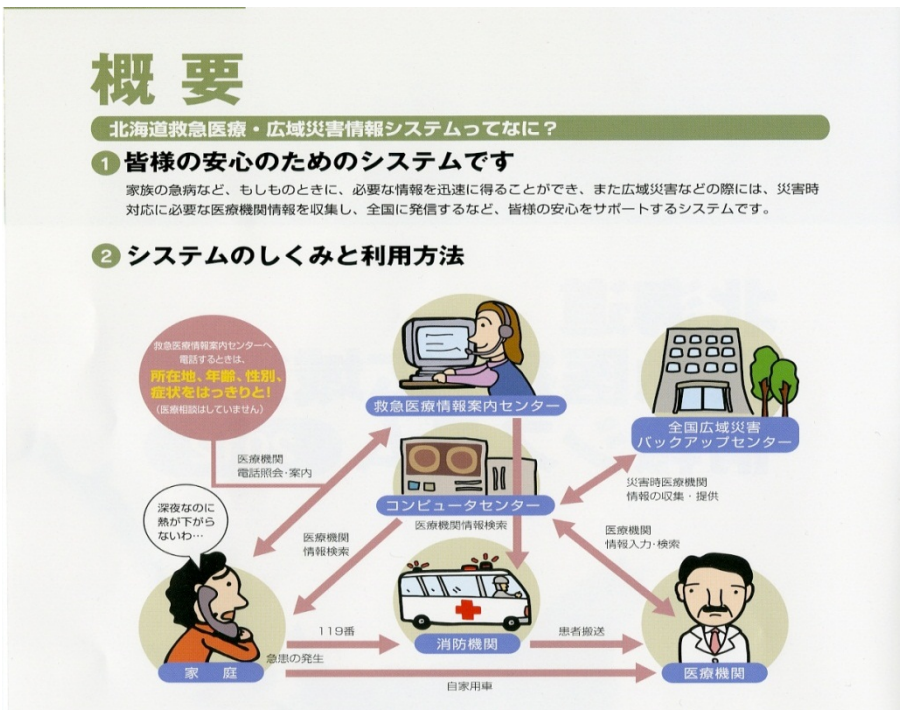 概要
北海道救急医療・広域災害情報システムってなに？
1 皆様の安心のためのシステムです
家族の急病など、もしものときに、必要な情報を迅速に得ることができ、また広域災害などの際には、災害時
対応に必要な医療機関情報を収集し、全国に発信するなど、皆様の安心をサポートするシステムです。
2 システムのしくみと利用方法
救急医療情報案内センターへ
電話するときは、
所在地、年齢、性別、
症状をはっきりと！
（医療相談はしていません）
救急医療情報案内センター
全国広域災害
バックアップセンター
医療機関
電話照会・案内
コンピュータセンター
医療機関情報検索
災害時医療機関
情報の収集・提供
深夜なのに
熱が下がら
ないわ…
医療機関
情報検索
医療機関
情報入力・検索
119番
急患の発生
消防機関
患者搬送
家庭
医療機関
自家用車